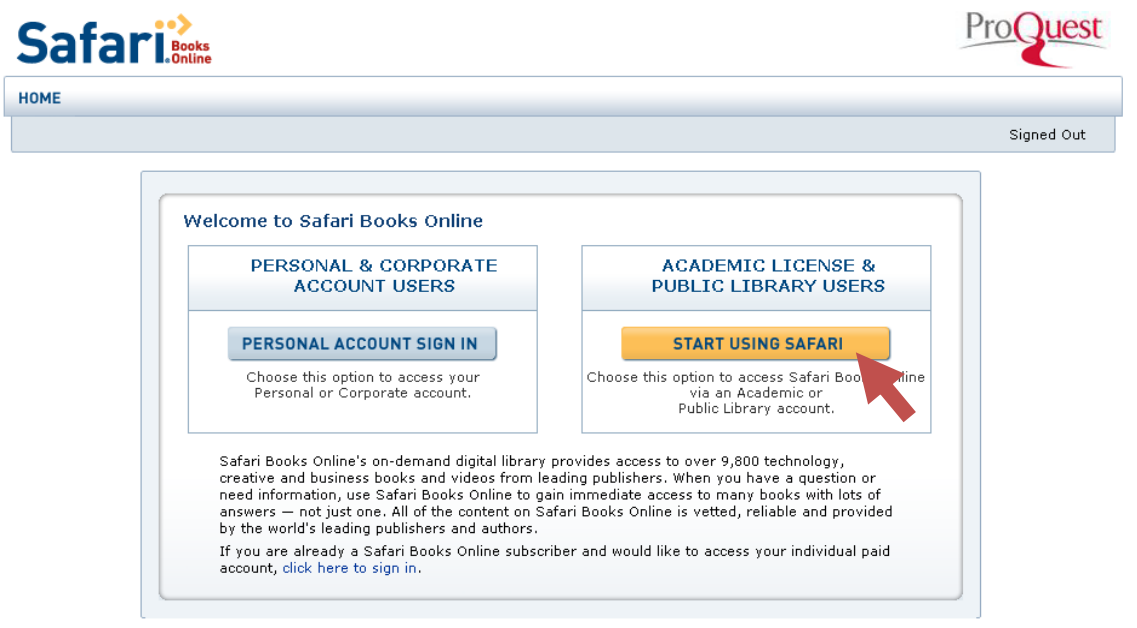 Safari Books Online
ProQuest
HOME
Signed Out
Welcome to Safari Books Online
PERSONAL & CORPORATE
ACCOUNT USERS
PERSONAL ACCOUNT SIGN IN
Choose this option to access your
Personal or Corporate account.
ACADEMIC LICENSE &
PUBLIC LIBRARY USERS
START USING SAFARI
Choose this option to access Safari
via an Academic or
Public Library account.
Safari Books Online's on-demand digital library provides access to over 9,800 technology,
creative and business books and videos from leading publishers. When you have a question or
need information, use Safari Books Online to gain immediate access to many books with lots of
answers — not just one. All of the content on Safari Books Online is vetted, reliable and provided
by the world's leading publishers and authors.
If you are already a Safari Books Online subscriber and would like to access your individual paid
account, click here to sign in.